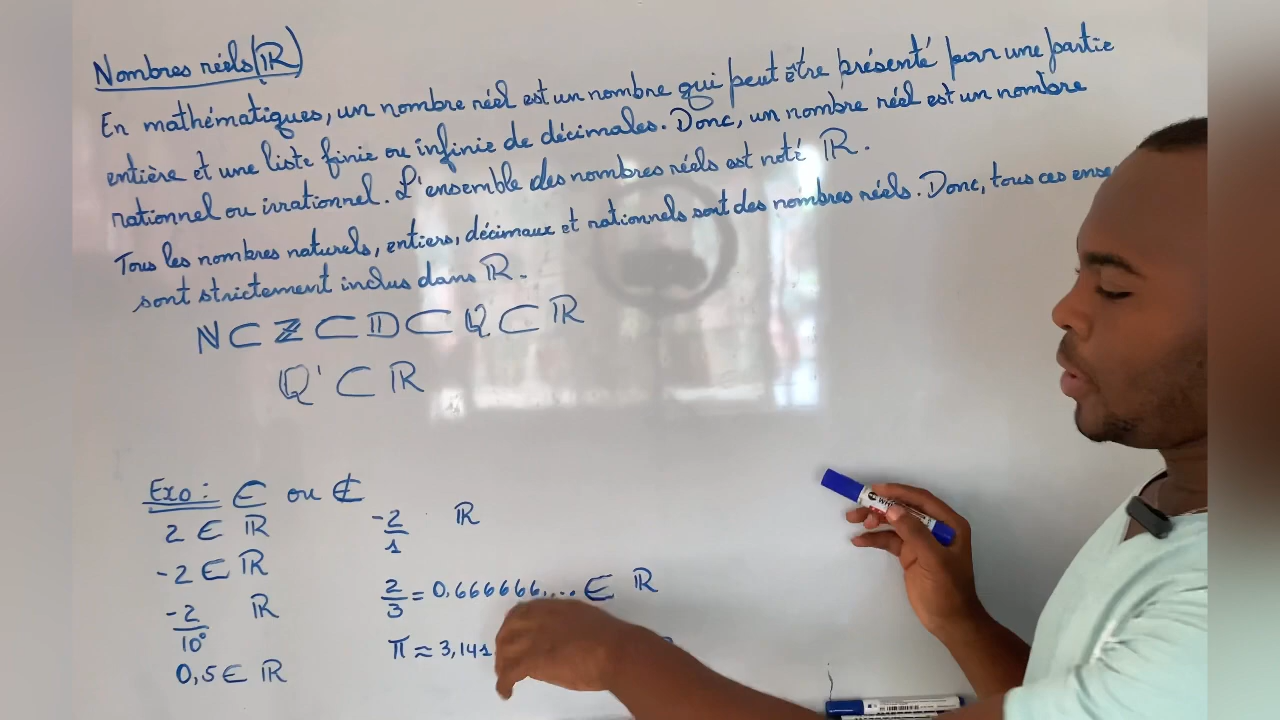 Nombres réels (ℝ)
En mathématiques, un nombre réel est un nombre qui peut être présenté par une partie
entière et une liste finie ou infinie de décimales. Donc, un nombre réel est un nombre
rationnel ou irrationnel. L'ensemble des nombres réels est noté ℝ.
Tous les nombres naturels, entiers, décimaux et rationnels sont des nombres réels. Donc, tous ces
sont strictement inclus dans ℝ.
ℕ ⊂ ℤ ⊂ 𝔻 ⊂ ℚ ⊂ ℝ
ℚ' ⊂ ℝ
Exo : ∈ ou ∉
2 ∈ ℝ
-2 ∈ ℝ
-2/10° ℝ
0,5 ∈ ℝ
-2/1 ℝ
2/3 = 0,666666... ∈ ℝ
π ≈ 3,141